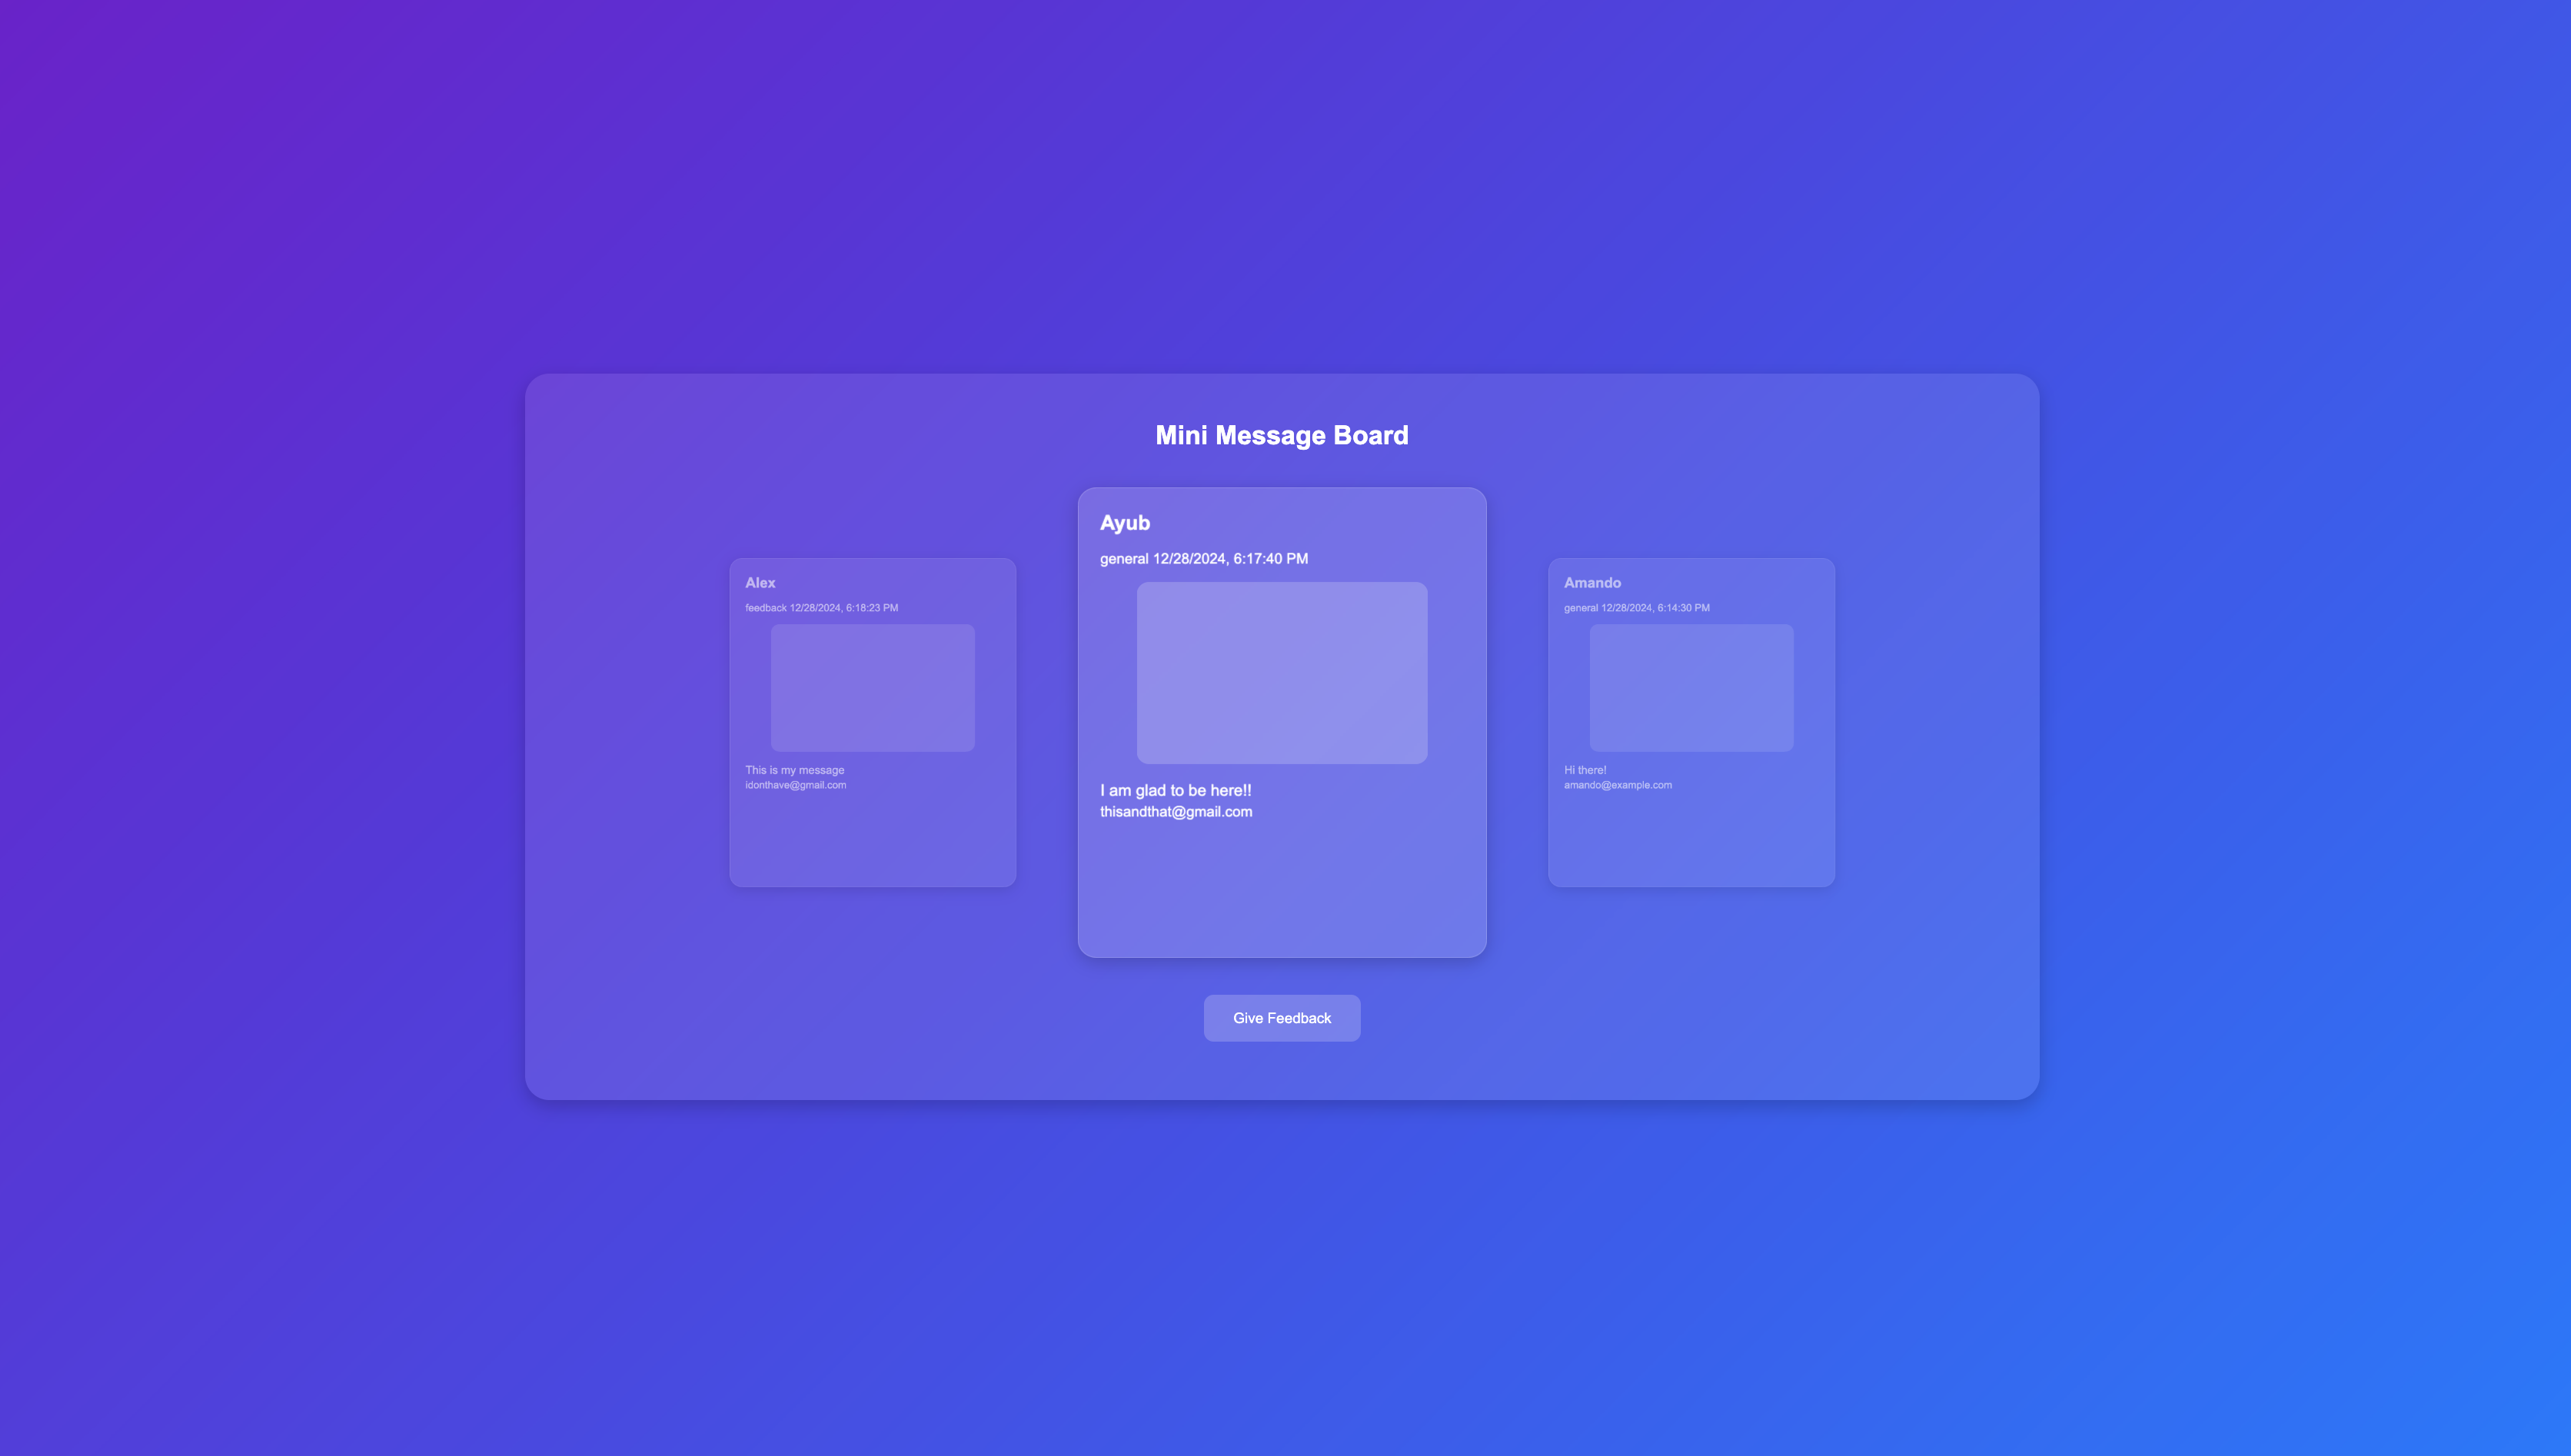 Mini Message Board
Alex
feedback 12/28/2024, 6:18:23 PM
This is my message
idonthave@gmail.com
Ayub
general 12/28/2024, 6:17:40 PM
I am glad to be here!!
thisandthat@gmail.com
Amando
general 12/28/2024, 6:14:30 PM
Hi there!
amando@example.com
Give Feedback